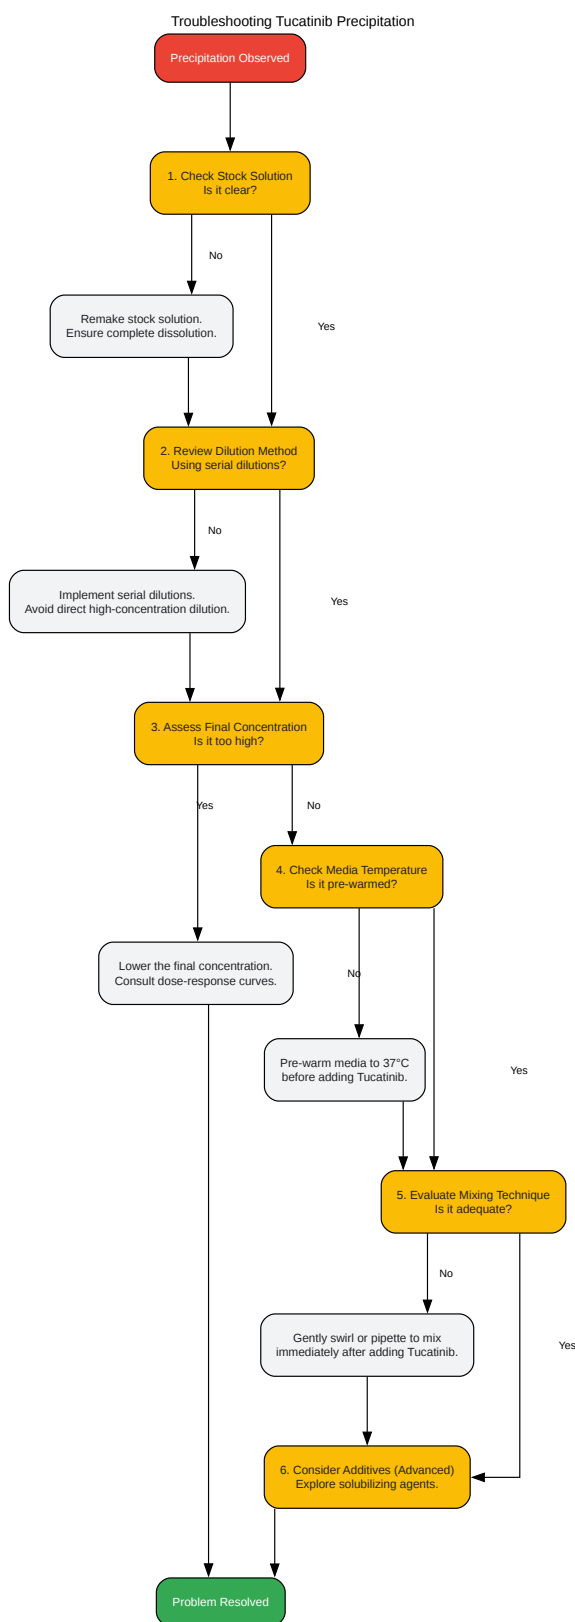 Troubleshooting Tucatinib Precipitation
Precipitation Observed
1. Check Stock Solution
Is it clear?
No
Remake stock solution.
Ensure complete dissolution.
Yes
2. Review Dilution Method
Using serial dilutions?
No
Implement serial dilutions.
Avoid direct high-concentration dilution.
Yes
3. Assess Final Concentration
Is it too high?
Yes
No
4. Check Media Temperature
Is it pre-warmed?
Lower the final concentration.
Consult dose-response curves.
No
Pre-warm media to 37°C
before adding Tucatinib.
Yes
5. Evaluate Mixing Technique
Is it adequate?
No
Gently swirl or pipette to mix
immediately after adding Tucatinib.
Yes
6. Consider Additives (Advanced)
Explore solubilizing agents.
Problem Resolved